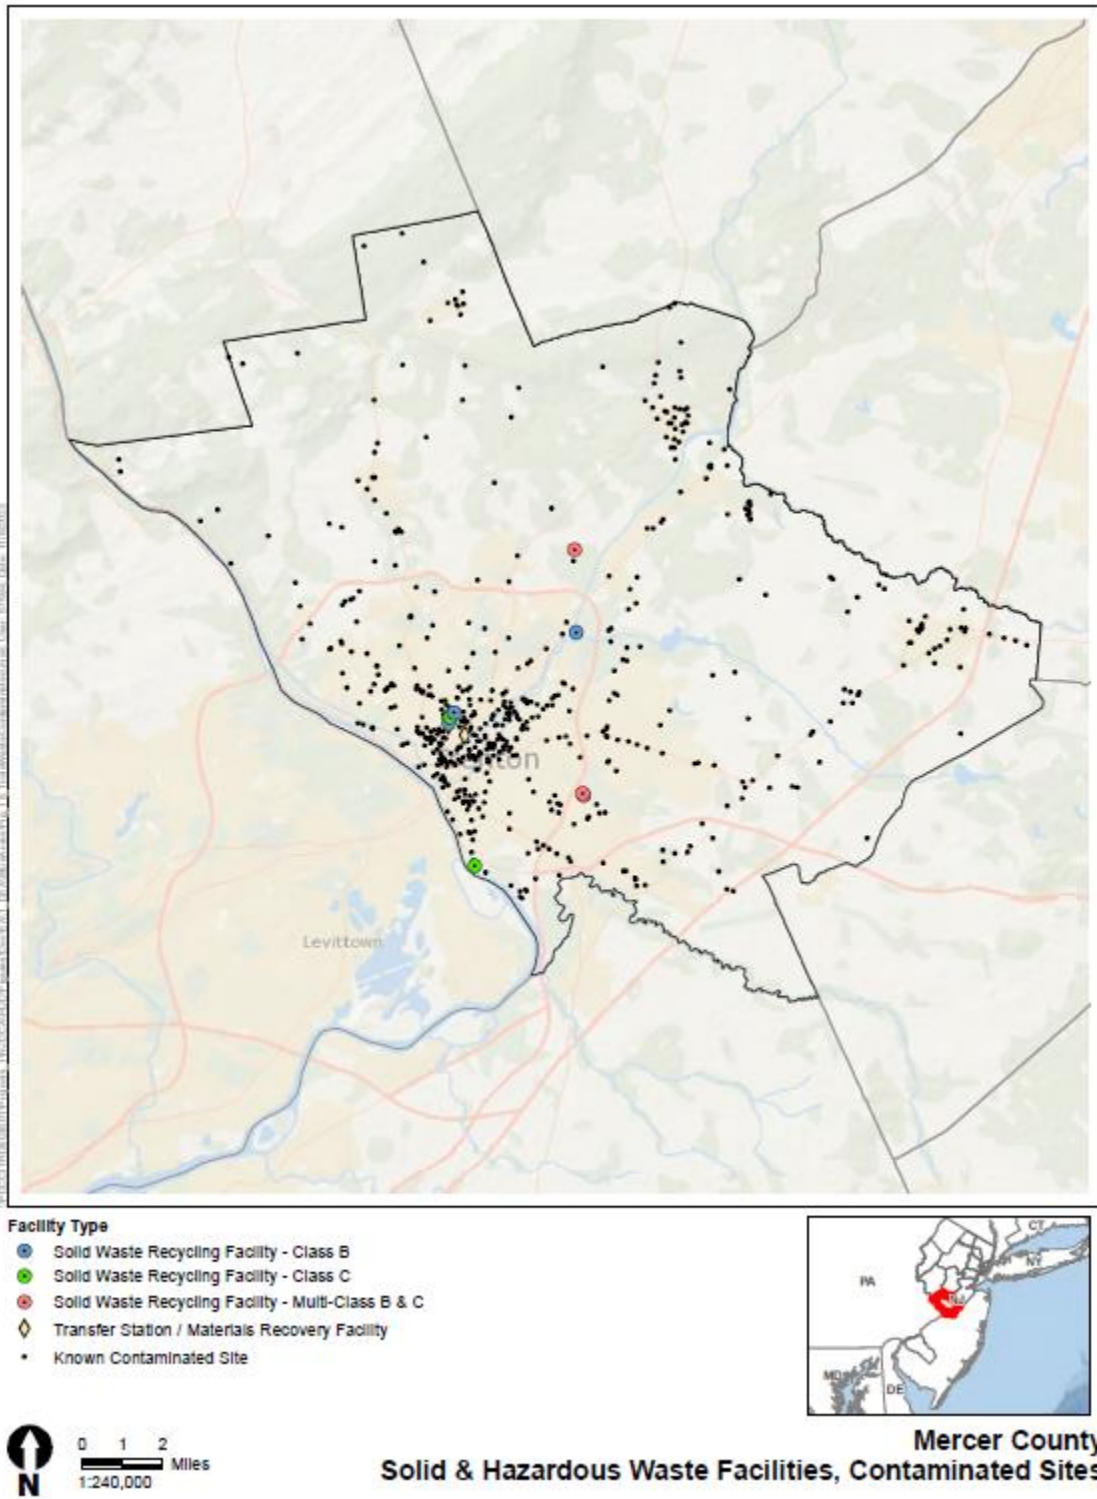 enton
Levittown
Facility Type
Solid Waste Recycling Facility - Class B
Solid Waste Recycling Facility - Class C
Solid Waste Recycling Facility - Multi-Class B & C
Transfer Station / Materials Recovery Facility
Known Contaminated Site
CT
NY
PA
NJ
MD
DE
N
0 1 2
Miles
1:240,000
Mercer County
Solid & Hazardous Waste Facilities, Contaminated Sites